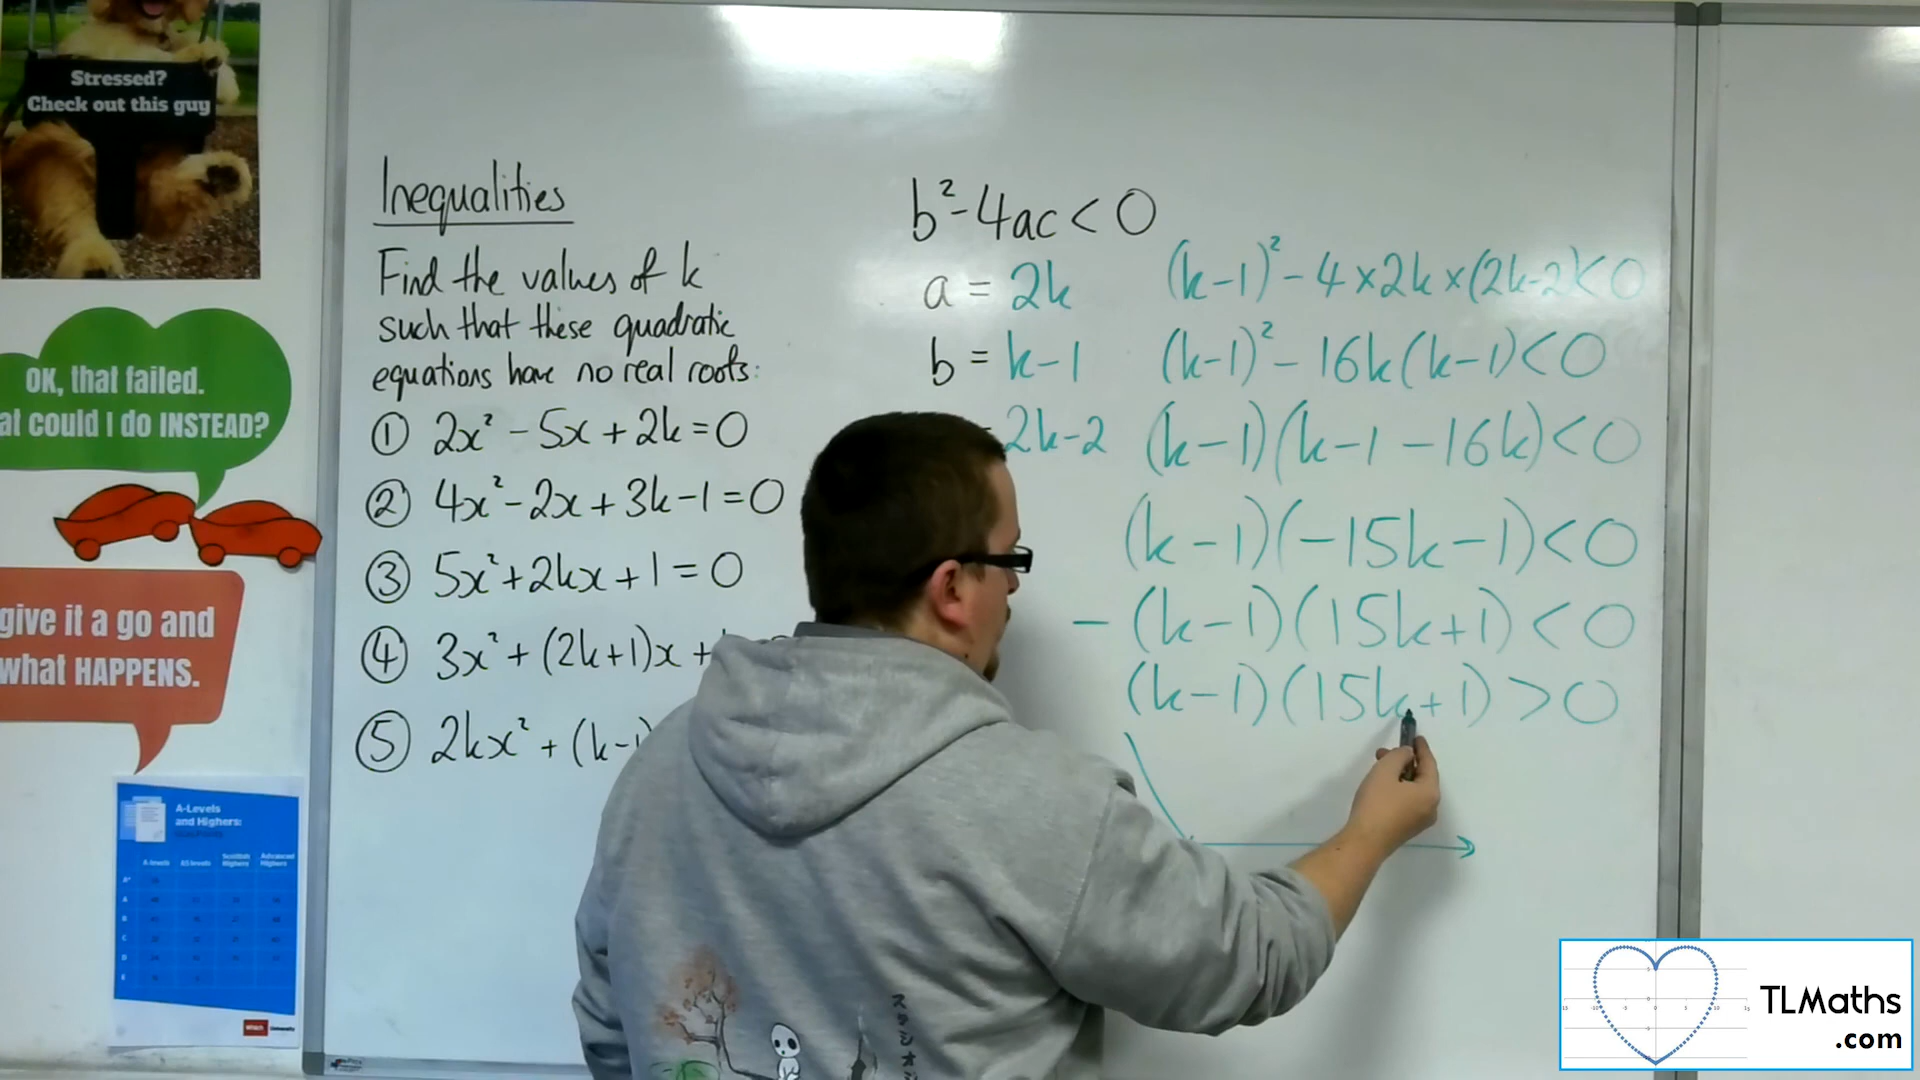 Stressed?
Check out this guy
OK, that failed.
at could I do INSTEAD?
give it a go and
what HAPPENS.
A-Levels
and Highers:
Inequalities
Find the values of k
such that these quadratic
equations have no real roots:
① 2x² - 5x + 2k = 0
② 4x² - 2x + 3k - 1 = 0
③ 5x² + 2kx + 1 = 0
④ 3x² + (2k+1)x +
⑤ 2kx² + (k-1)
b² - 4ac < 0
a = 2k
b = k-1
= 2k-2
(k-1)² - 4×2k×(2k-2) < 0
(k-1)² - 16k(k-1) < 0
(k-1)(k-1-16k) < 0
(k-1)(-15k-1) < 0
-(k-1)(15k+1) < 0
(k-1)(15k+1) > 0
TLMaths
.com